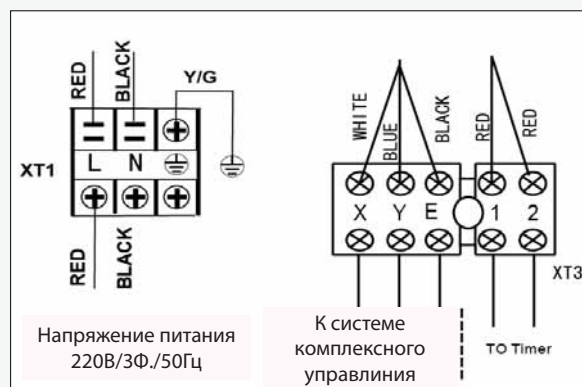 RED
BLACK
Y/G
XT1
L N
RED
BLACK
Напряжение питания
220В/3Ф./50Гц
WHITE
BLUE
BLACK
RED
RED
X Y E 1 2
XT3
К системе
комплексного
управлиния
TO Timer